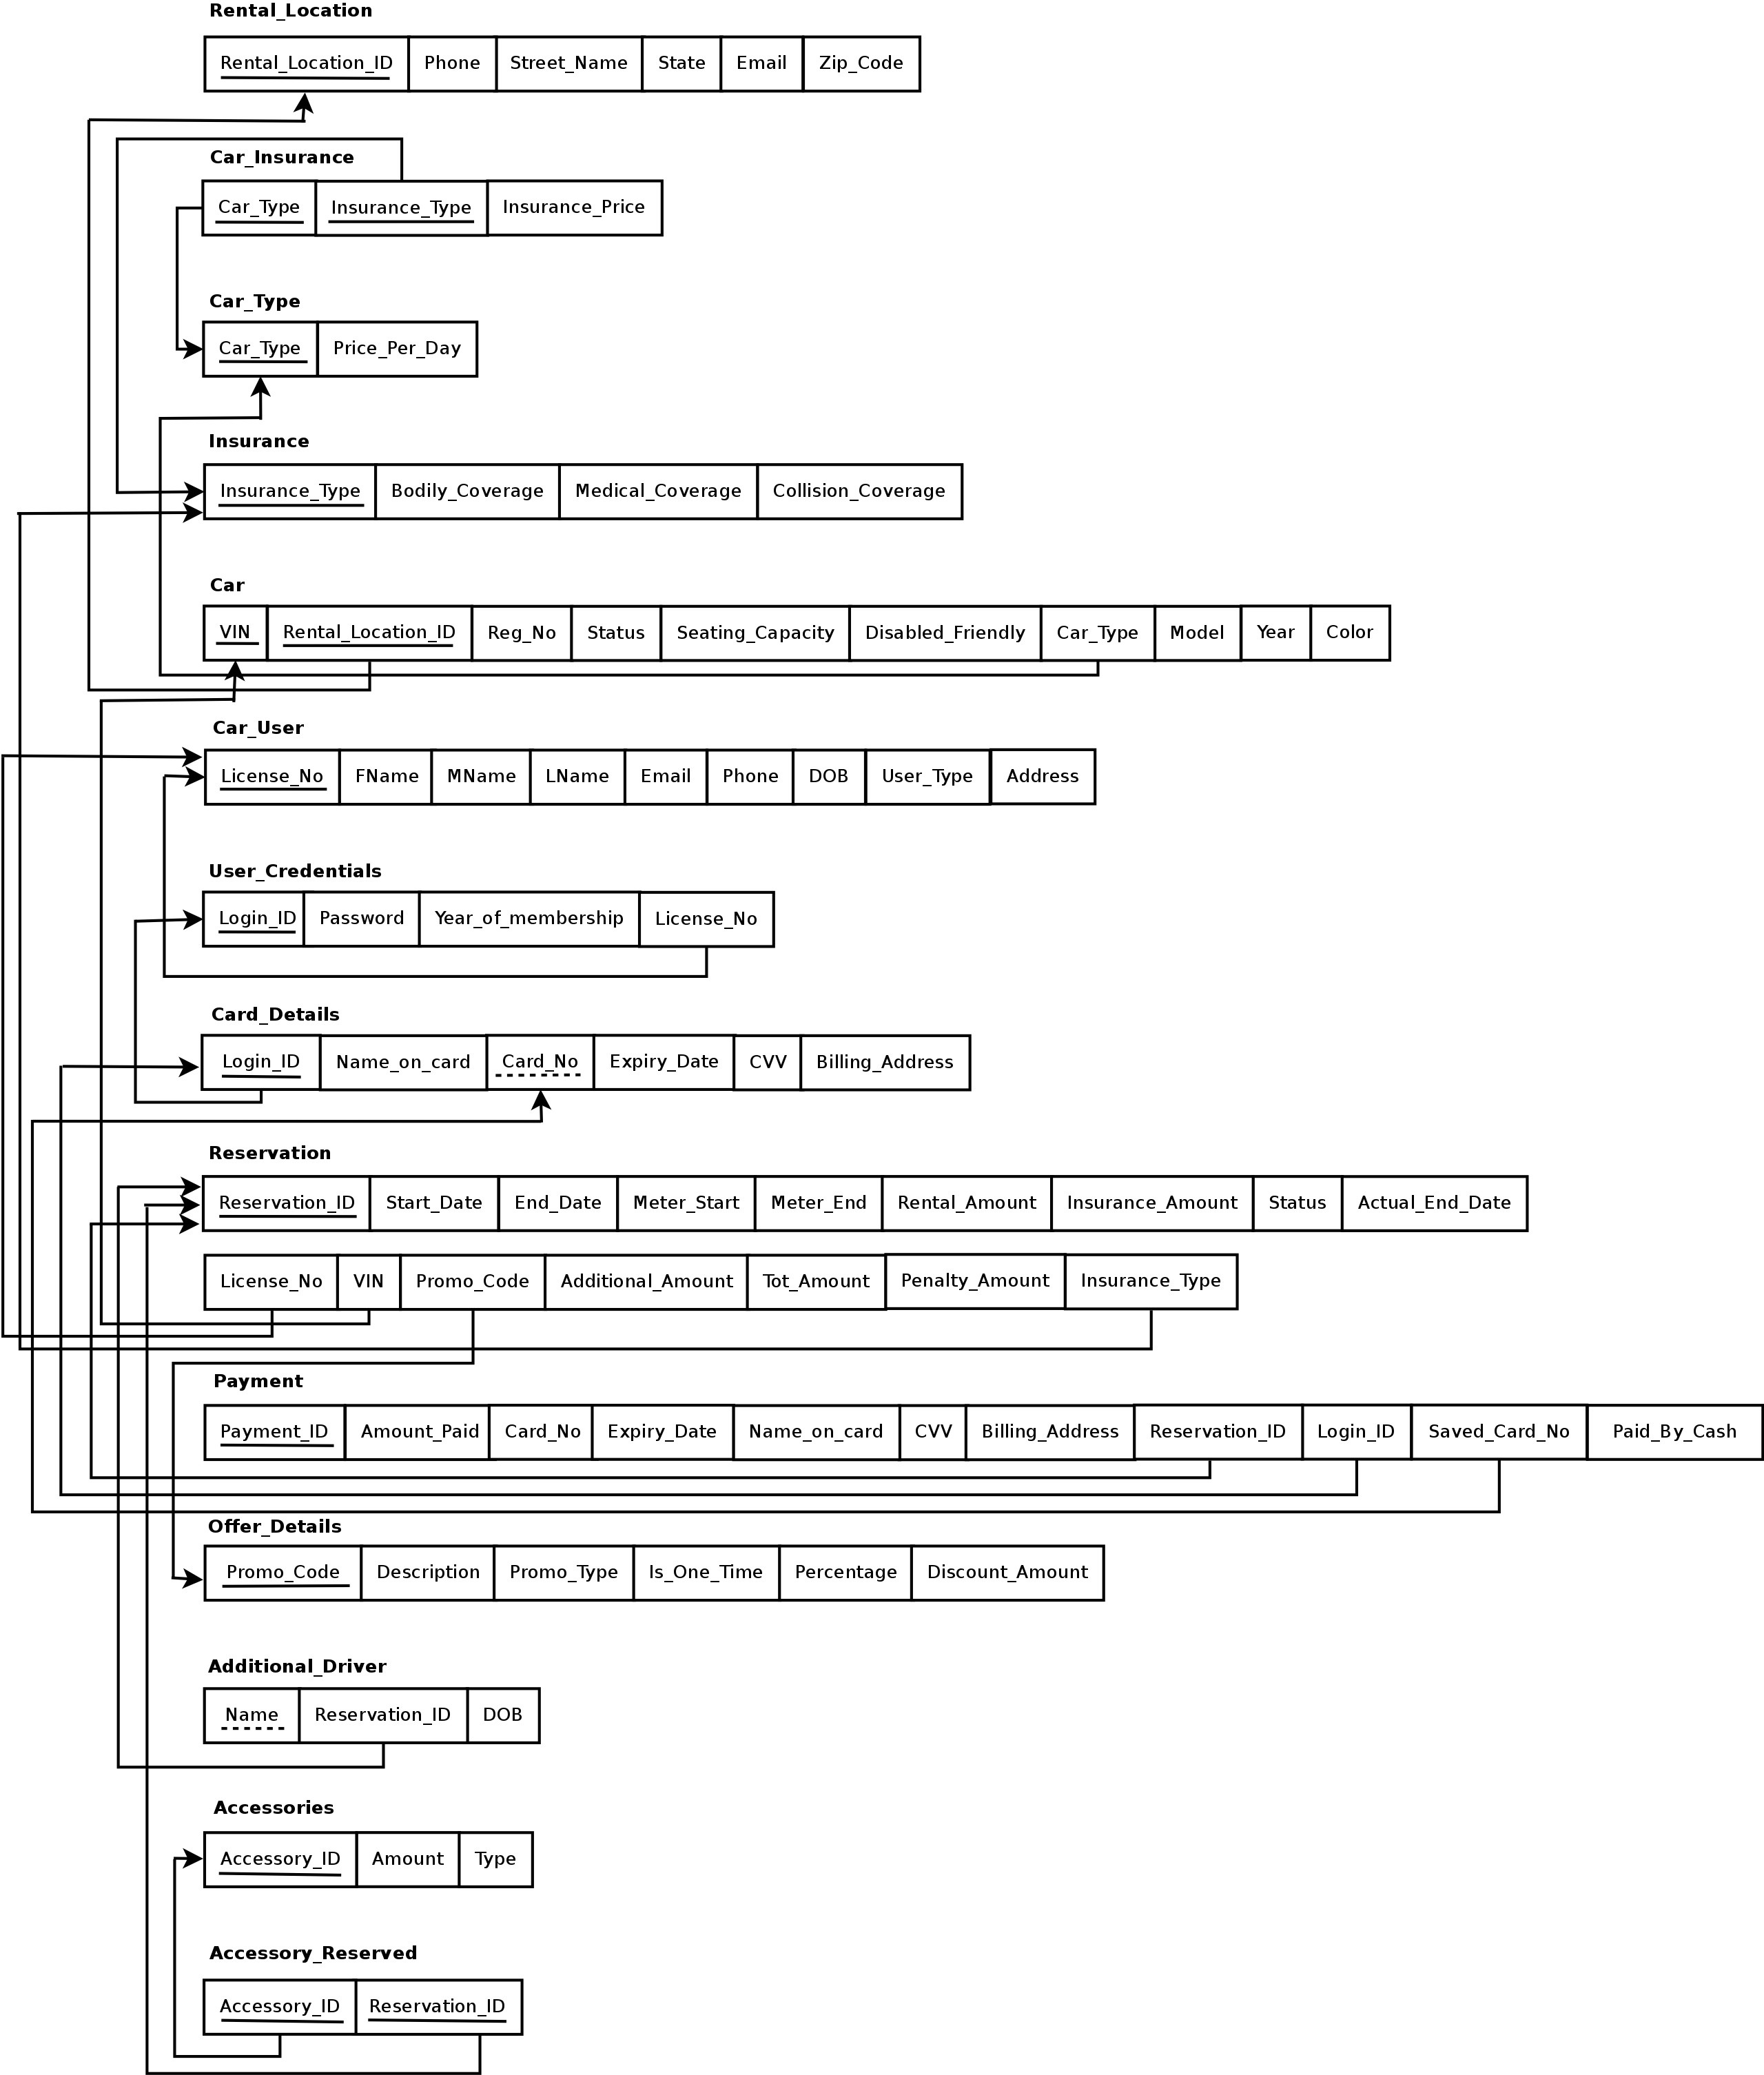 Rental_Location
Rental_Location_ID Phone Street_Name State Email Zip_Code
Car_Insurance
Car_Type Insurance_Type Insurance_Price
Car_Type
Car_Type Price_Per_Day
Insurance
Insurance_Type Bodily_Coverage Medical_Coverage Collision_Coverage
Car
VIN Rental_Location_ID Reg_No Status Seating_Capacity Disabled_Friendly Car_Type Model Year Color
Car_User
License_No FName MName LName Email Phone DOB User_Type Address
User_Credentials
Login_ID Password Year_of_membership License_No
Card_Details
Login_ID Name_on_card Card_No Expiry_Date CVV Billing_Address
Reservation
Reservation_ID Start_Date End_Date Meter_Start Meter_End Rental_Amount Insurance_Amount Status Actual_End_Date
License_No VIN Promo_Code Additional_Amount Tot_Amount Penalty_Amount Insurance_Type
Payment
Payment_ID Amount_Paid Card_No Expiry_Date Name_on_card CVV Billing_Address Reservation_ID Login_ID Saved_Card_No Paid_By_Cash
Offer_Details
Promo_Code Description Promo_Type Is_One_Time Percentage Discount_Amount
Additional_Driver
Name Reservation_ID DOB
Accessories
Accessory_ID Amount Type
Accessory_Reserved
Accessory_ID Reservation_ID